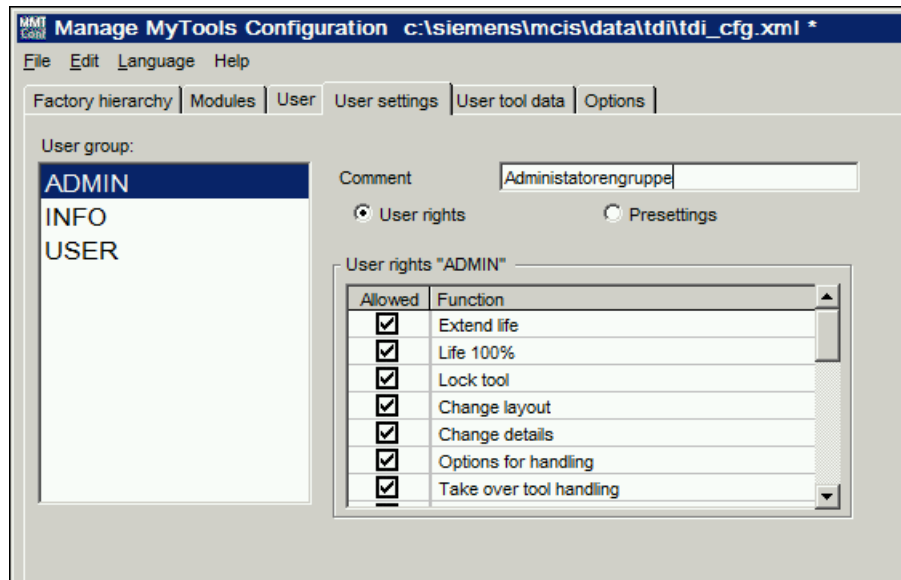 MMT Conf Manage MyTools Configuration c:\siemens\mcis\data\tdi\tdi_cfg.xml *
File Edit Language Help
Factory hierarchy Modules User User settings User tool data Options
User group:
ADMIN
INFO
USER
Comment Administatorengruppe
User rights Presettings
User rights "ADMIN"
Allowed Function
Extend life
Life 100%
Lock tool
Change layout
Change details
Options for handling
Take over tool handling